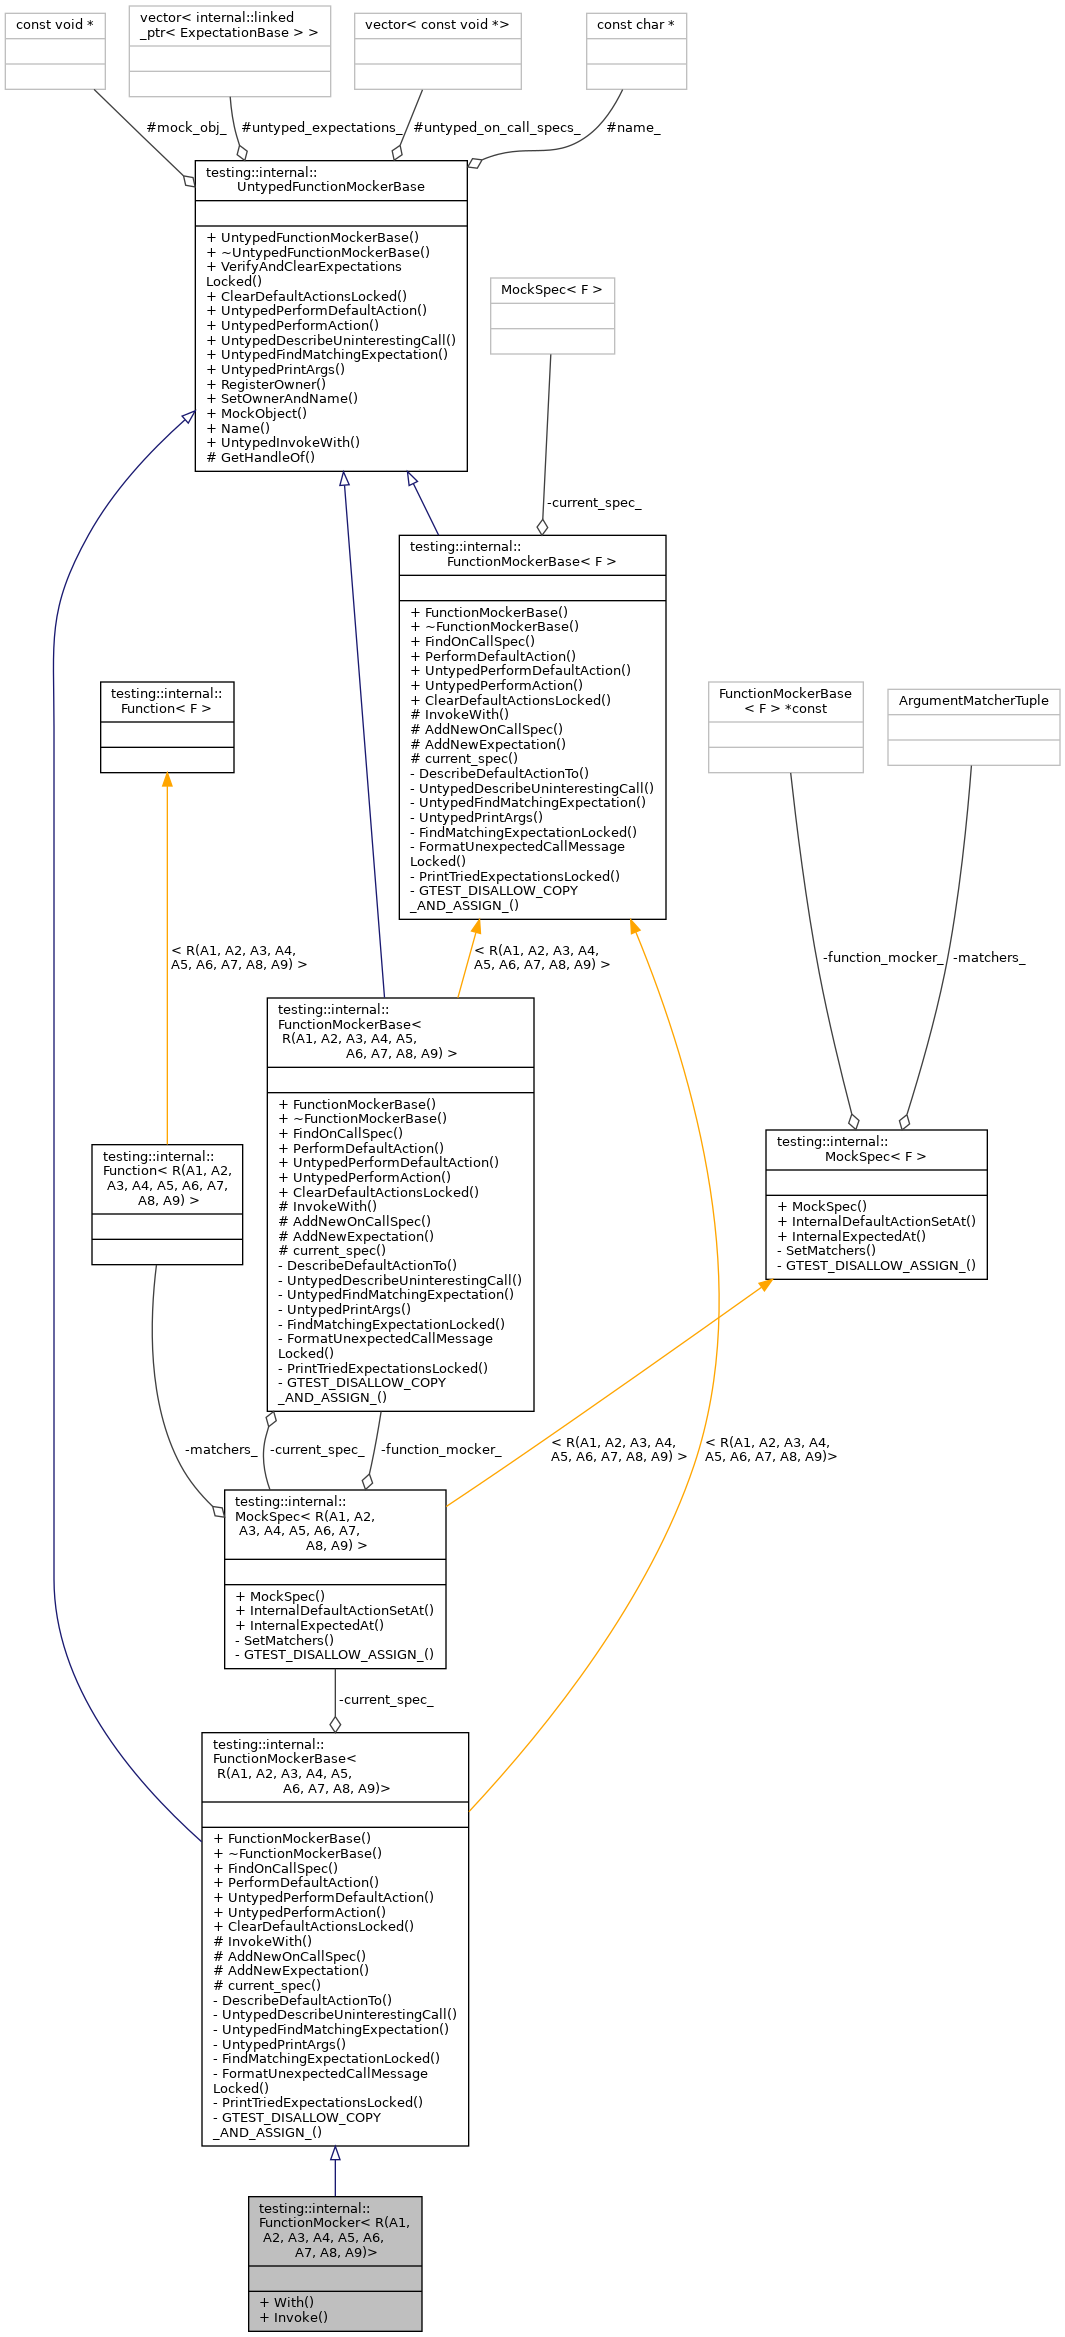 const void *
vector< internal::linked
_ptr< ExpectationBase > >
vector< const void *>
const char *
#mock_obj_
#untyped_expectations_
#untyped_on_call_specs_
#name_
testing::internal::
UntypedFunctionMockerBase
+ UntypedFunctionMockerBase()
+ ~UntypedFunctionMockerBase()
+ VerifyAndClearExpectations
Locked()
+ ClearDefaultActionsLocked()
+ UntypedPerformDefaultAction()
+ UntypedPerformAction()
+ UntypedDescribeUninterestingCall()
+ UntypedFindMatchingExpectation()
+ UntypedPrintArgs()
+ RegisterOwner()
+ SetOwnerAndName()
+ MockObject()
+ Name()
+ UntypedInvokeWith()
# GetHandleOf()
MockSpec< F >
-current_spec_
testing::internal::
FunctionMockerBase< F >
+ FunctionMockerBase()
+ ~FunctionMockerBase()
+ FindOnCallSpec()
+ PerformDefaultAction()
+ UntypedPerformDefaultAction()
+ UntypedPerformAction()
+ ClearDefaultActionsLocked()
# InvokeWith()
# AddNewOnCallSpec()
# AddNewExpectation()
# current_spec()
- DescribeDefaultActionTo()
- UntypedDescribeUninterestingCall()
- UntypedFindMatchingExpectation()
- UntypedPrintArgs()
- FindMatchingExpectationLocked()
- FormatUnexpectedCallMessage
Locked()
- PrintTriedExpectationsLocked()
- GTEST_DISALLOW_COPY
_AND_ASSIGN_()
testing::internal::
Function< F >
FunctionMockerBase
< F > *const
ArgumentMatcherTuple
< R(A1, A2, A3, A4,
A5, A6, A7, A8, A9) >
< R(A1, A2, A3, A4,
A5, A6, A7, A8, A9) >
-function_mocker_
-matchers_
testing::internal::
FunctionMockerBase<
R(A1, A2, A3, A4, A5,
A6, A7, A8, A9) >
+ FunctionMockerBase()
+ ~FunctionMockerBase()
+ FindOnCallSpec()
+ PerformDefaultAction()
+ UntypedPerformDefaultAction()
+ UntypedPerformAction()
+ ClearDefaultActionsLocked()
# InvokeWith()
# AddNewOnCallSpec()
# AddNewExpectation()
# current_spec()
- DescribeDefaultActionTo()
- UntypedDescribeUninterestingCall()
- UntypedFindMatchingExpectation()
- UntypedPrintArgs()
- FindMatchingExpectationLocked()
- FormatUnexpectedCallMessage
Locked()
- PrintTriedExpectationsLocked()
- GTEST_DISALLOW_COPY
_AND_ASSIGN_()
testing::internal::
Function< R(A1, A2,
A3, A4, A5, A6, A7,
A8, A9) >
testing::internal::
MockSpec< F >
+ MockSpec()
+ InternalDefaultActionSetAt()
+ InternalExpectedAt()
- SetMatchers()
- GTEST_DISALLOW_ASSIGN_()
-matchers_
-current_spec_
-function_mocker_
< R(A1, A2, A3, A4,
A5, A6, A7, A8, A9) >
< R(A1, A2, A3, A4,
A5, A6, A7, A8, A9)>
testing::internal::
MockSpec< R(A1, A2,
A3, A4, A5, A6, A7,
A8, A9) >
+ MockSpec()
+ InternalDefaultActionSetAt()
+ InternalExpectedAt()
- SetMatchers()
- GTEST_DISALLOW_ASSIGN_()
-current_spec_
testing::internal::
FunctionMockerBase<
R(A1, A2, A3, A4, A5,
A6, A7, A8, A9)>
+ FunctionMockerBase()
+ ~FunctionMockerBase()
+ FindOnCallSpec()
+ PerformDefaultAction()
+ UntypedPerformDefaultAction()
+ UntypedPerformAction()
+ ClearDefaultActionsLocked()
# InvokeWith()
# AddNewOnCallSpec()
# AddNewExpectation()
# current_spec()
- DescribeDefaultActionTo()
- UntypedDescribeUninterestingCall()
- UntypedFindMatchingExpectation()
- UntypedPrintArgs()
- FindMatchingExpectationLocked()
- FormatUnexpectedCallMessage
Locked()
- PrintTriedExpectationsLocked()
- GTEST_DISALLOW_COPY
_AND_ASSIGN_()
testing::internal::
FunctionMocker< R(A1,
A2, A3, A4, A5, A6,
A7, A8, A9)>
+ With()
+ Invoke()